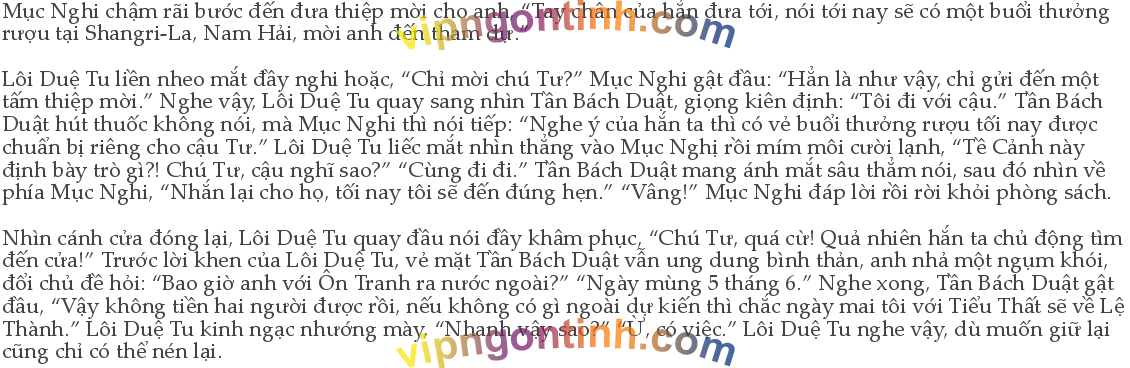 Mục Nghi chậm rãi bước đến đưa thiệp mời cho anh, “Tay chân của hắn đưa tới, nói tới nay sẽ có một buổi thưởng
rượu tại Shangri-La, Nam Hải, mời anh đến tham dự.”
vipngontinh.com
Lôi Duệ Tu liền nheo mắt đầy nghi hoặc, “Chỉ mời chú Tư?” Mục Nghi gật đầu: “Hẳn là như vậy, chỉ gửi đến một
tấm thiệp mời.” Nghe vậy, Lôi Duệ Tu quay sang nhìn Tần Bách Duật, giọng kiên định: “Tôi đi với cậu.” Tần Bách
Duật hút thuốc không nói, mà Mục Nghi thì nói tiếp: “Nghe ý của hắn ta thì có vẻ buổi thưởng rượu tối nay được
chuẩn bị riêng cho cậu Tư.” Lôi Duệ Tu liếc mắt nhìn thẳng vào Mục Nghị rồi mím môi cười lạnh, “Tề Cảnh này
định bày trò gì?! Chú Tư, cậu nghĩ sao?” “Cùng đi đi.” Tần Bách Duật mang ánh mắt sâu thẳm nói, sau đó nhìn về
phía Mục Nghi, “Nhắn lại cho họ, tối nay tôi sẽ đến đúng hẹn.” “Vâng!” Mục Nghi đáp lời rồi rời khỏi phòng sách.
Nhìn cánh cửa đóng lại, Lôi Duệ Tu quay đầu nói đầy khâm phục, “Chú Tư, quá cừ! Quả nhiên hắn ta chủ động tìm
đến cửa!” Trước lời khen của Lôi Duệ Tu, vẻ mặt Tần Bách Duật vẫn ung dung bình thản, anh nhả một ngụm khói,
đổi chủ đề hỏi: “Bao giờ anh với Ôn Tranh ra nước ngoài?” “Ngày mùng 5 tháng 6.” Nghe xong, Tần Bách Duật gật
đầu, “Vậy không tiễn hai người được rồi, nếu không có gì ngoài dự kiến thì chắc ngày mai tôi với Tiểu Thất sẽ về Lệ
Thành.” Lôi Duệ Tu kinh ngạc nhướng mày, “Nhanh vậy sao?” “Ừ, có việc.” Lôi Duệ Tu nghe vậy, dù muốn giữ lại
cũng chỉ có thể nén lại.
vipngontinh.com